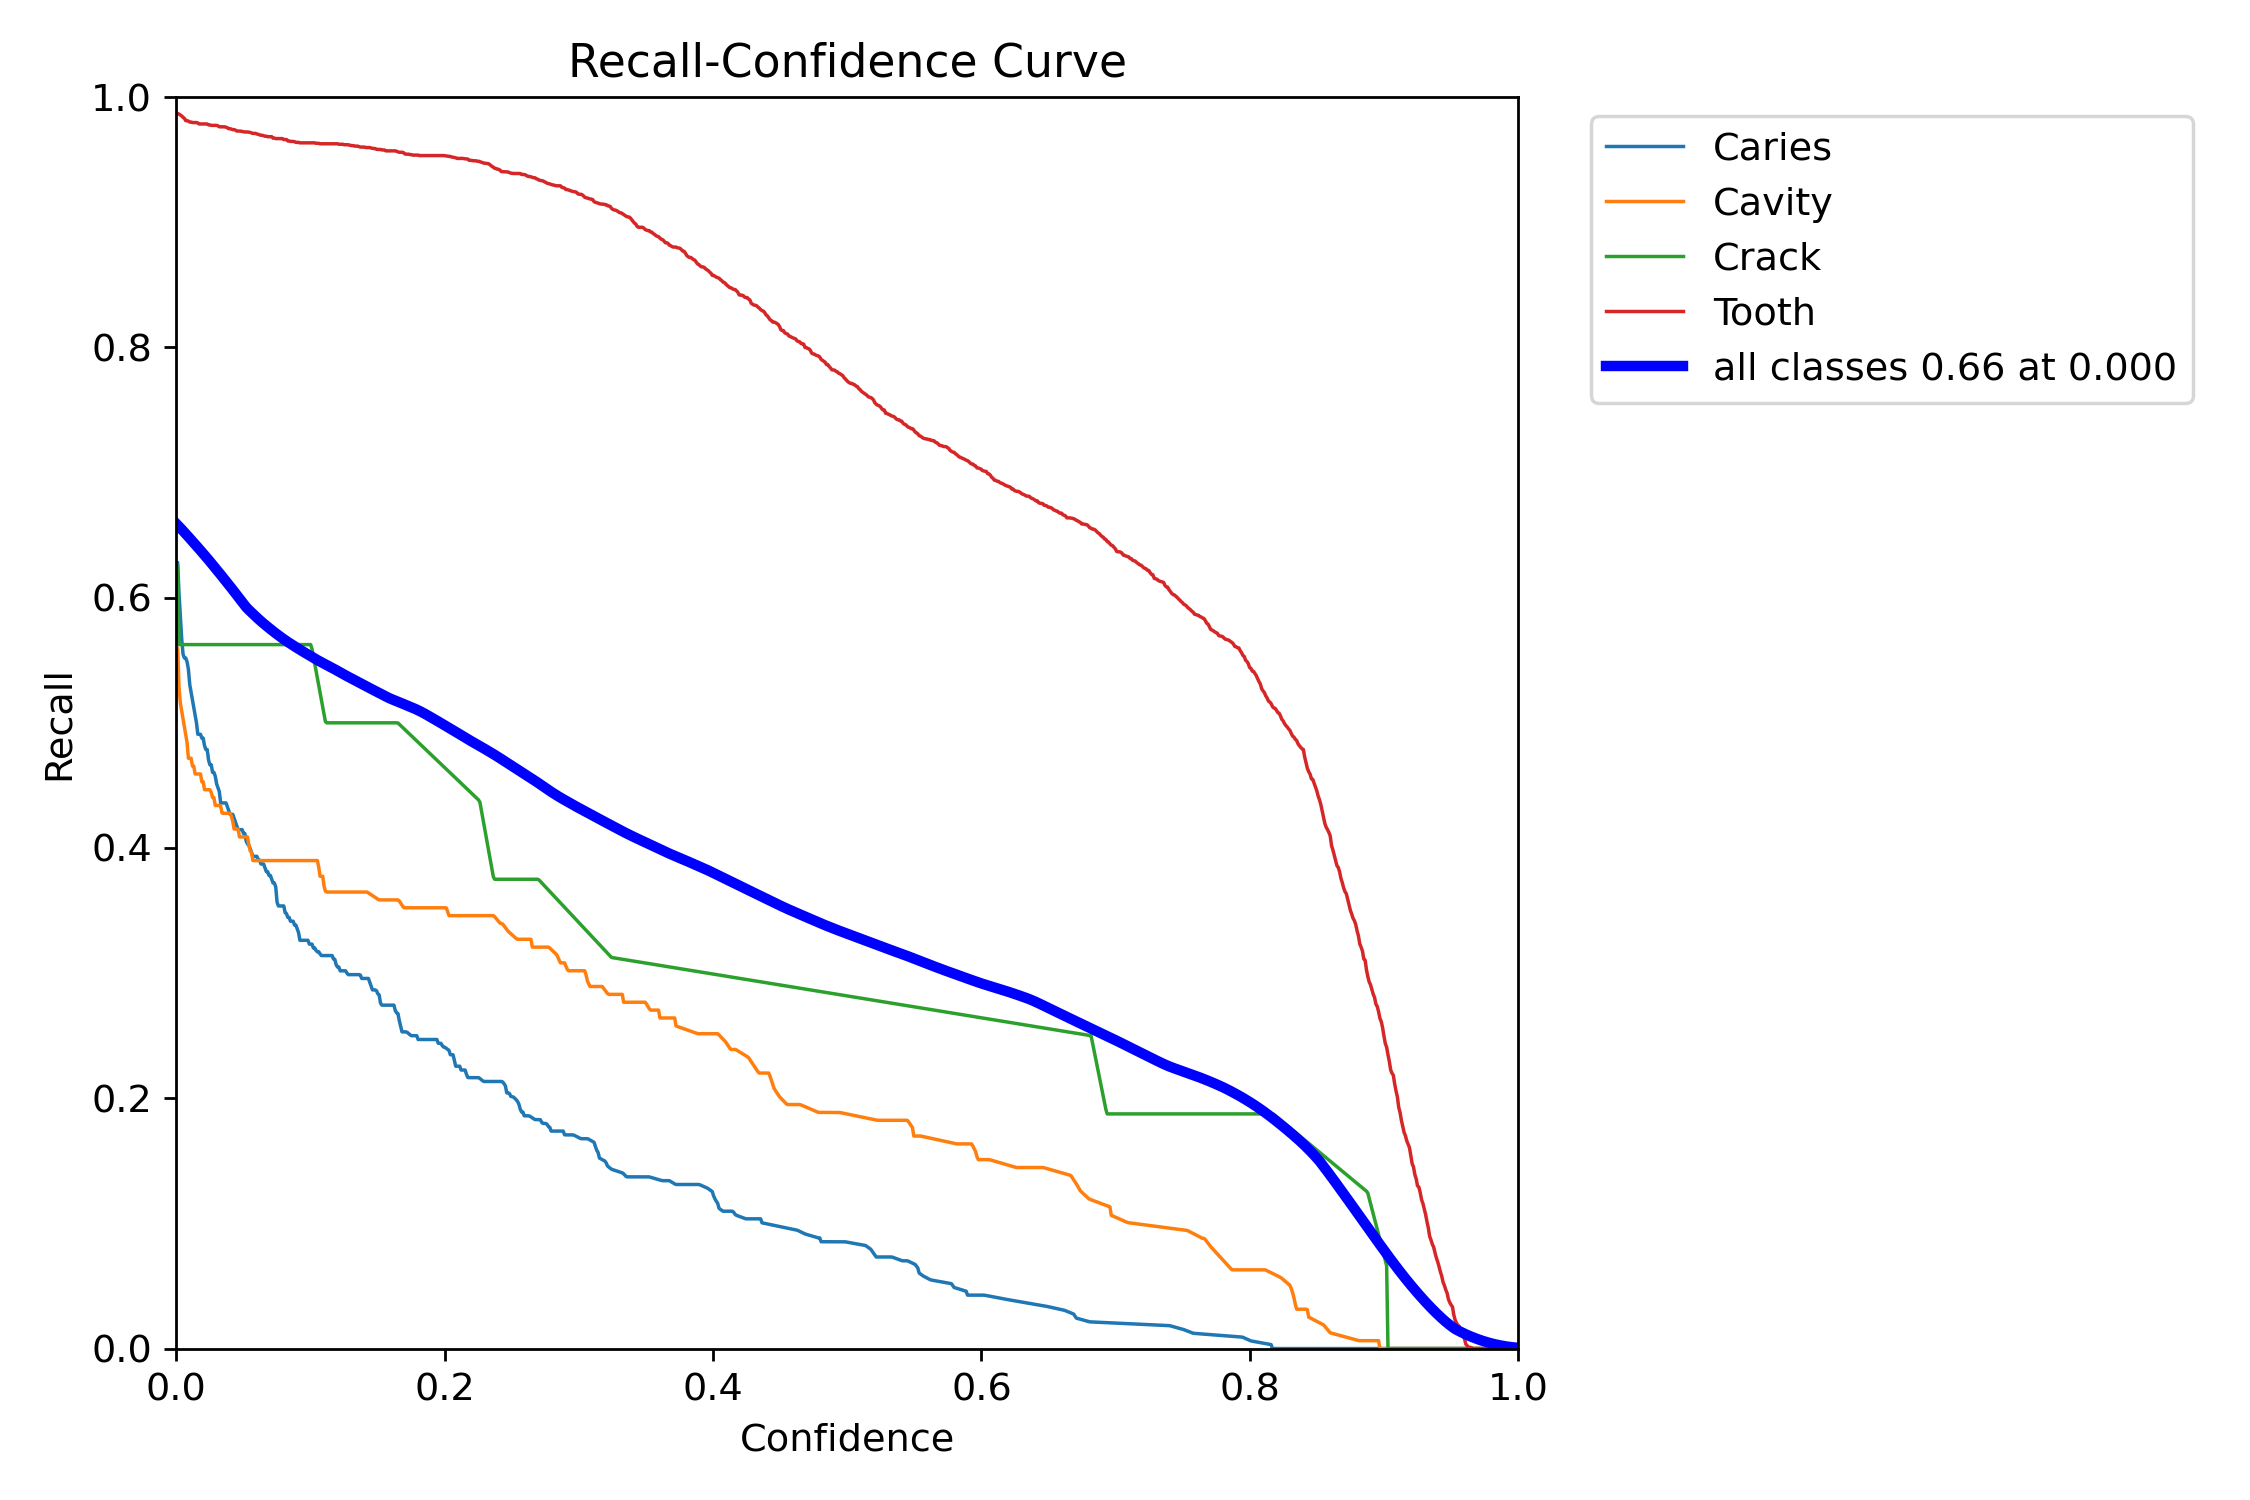 Recall-Confidence Curve
1.0
0.8
0.6
0.4
0.2
0.0
Recall
0.0 0.2 0.4 0.6 0.8 1.0
Confidence
Caries
Cavity
Crack
Tooth
all classes 0.66 at 0.000